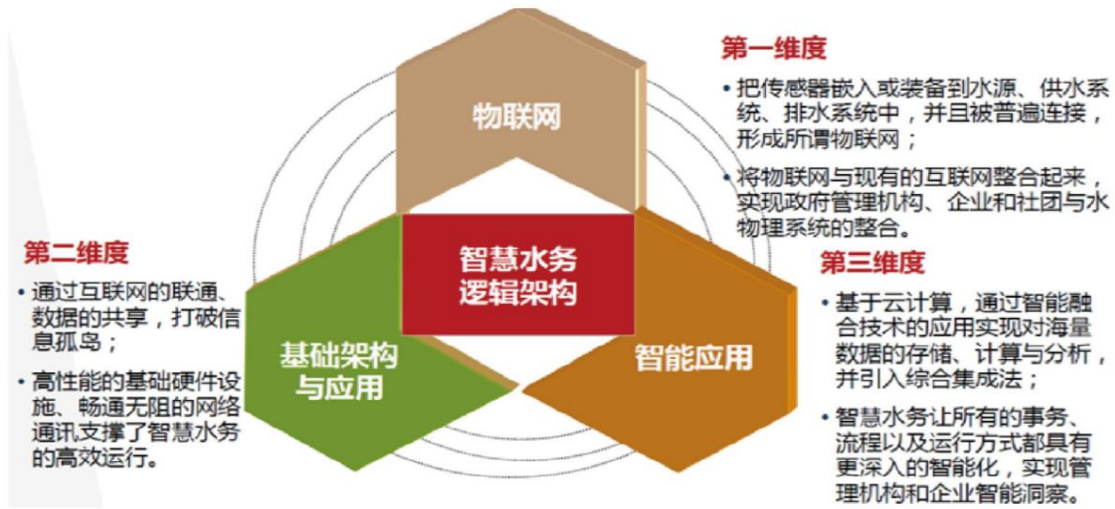 物联网
第一维度
• 把传感器嵌入或装备到水源、供水系
统、排水系统中，并且被普遍连接，
形成所谓物联网；
• 将物联网与现有的互联网整合起来，
实现政府管理机构、企业和社团与水
物理系统的整合。
智慧水务
逻辑架构
第二维度
• 通过互联网的联通、
数据的共享，打破信
息孤岛；
• 高性能的基础硬件设
施、畅通无阻的网络
通讯支撑了智慧水务
的高效运行。
基础架构
与应用
智能应用
第三维度
• 基于云计算，通过智能融
合技术的应用实现对海量
数据的存储、计算与分析，
并引入综合集成法；
• 智慧水务让所有的事务、
流程以及运行方式都具有
更深入的智能化，实现管
理机构和企业智能洞察。